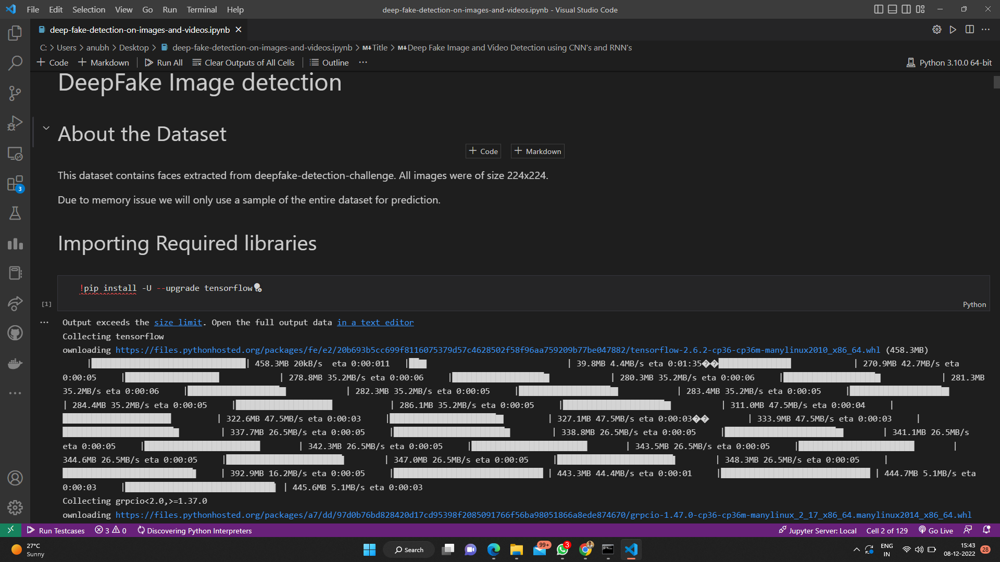 File Edit Selection View Go Run Terminal Help
deep-fake-detection-on-images-and-videos.ipynb - Visual Studio Code
deep-fake-detection-on-images-and-videos.ipynb
C: > Users > anubh > Desktop > deep-fake-detection-on-images-and-videos.ipynb > M↓Title > M↓Deep Fake Image and Video Detection using CNN's and RNN's
+ Code + Markdown Run All Clear Outputs of All Cells Outline ... Python 3.10.0 64-bit
DeepFake Image detection
About the Dataset
+ Code + Markdown
This dataset contains faces extracted from deepfake-detection-challenge. All images were of size 224x224.
Due to memory issue we will only use a sample of the entire dataset for prediction.
Importing Required libraries
!pip install -U --upgrade tensorflow
[1]
Python
... Output exceeds the size limit. Open the full output data in a text editor
Collecting tensorflow
ownloading https://files.pythonhosted.org/packages/fe/e2/20b693b5cc699f8116075379d57c4628502f58f96aa759209b77be047882/tensorflow-2.6.2-cp36-cp36m-manylinux2010_x86_64.whl (458.3MB)
| | 458.3MB 20kB/s eta 0:00:011 | | 39.8MB 4.4MB/s eta 0:01:35�� | 270.9MB 42.7MB/s eta
0:00:05 | | 278.8MB 35.2MB/s eta 0:00:06 | | 280.3MB 35.2MB/s eta 0:00:06 | | 281.3MB
35.2MB/s eta 0:00:06 | | 282.3MB 35.2MB/s eta 0:00:05 | | 283.4MB 35.2MB/s eta 0:00:05 |
| 284.4MB 35.2MB/s eta 0:00:05 | | 286.1MB 35.2MB/s eta 0:00:05 | | 311.0MB 47.5MB/s eta 0:00:04 |
| 322.6MB 47.5MB/s eta 0:00:03 | | 327.1MB 47.5MB/s eta 0:00:03�� | 333.9MB 47.5MB/s eta 0:00:03 |
| 337.7MB 26.5MB/s eta 0:00:05 | | 338.8MB 26.5MB/s eta 0:00:05 | | 341.1MB 26.5MB/s
eta 0:00:05 | | 342.3MB 26.5MB/s eta 0:00:05 | | 343.5MB 26.5MB/s eta 0:00:05 | |
344.6MB 26.5MB/s eta 0:00:05 | | 347.0MB 26.5MB/s eta 0:00:05 | | 348.3MB 26.5MB/s eta 0:00:05 |
| 392.9MB 16.2MB/s eta 0:00:05 | | 443.3MB 44.4MB/s eta 0:00:01 | | 444.7MB 5.1MB/s eta
0:00:03 | | 445.6MB 5.1MB/s eta 0:00:03
Collecting grpcio<2.0,>=1.37.0
ownloading https://files.pythonhosted.org/packages/a7/dd/97d0b76bd828420d17cd95398f2085091766f56ba98051866a8ede874670/grpcio-1.47.0-cp36-cp36m-manylinux_2_17_x86_64.manylinux2014_x86_64.whl
3
Run Testcases 3 0 Discovering Python Interpreters Jupyter Server: Local Cell 2 of 129 Go Live
27°C
Sunny
Search
99+
3
ENG
IN
15:43
08-12-2022
28